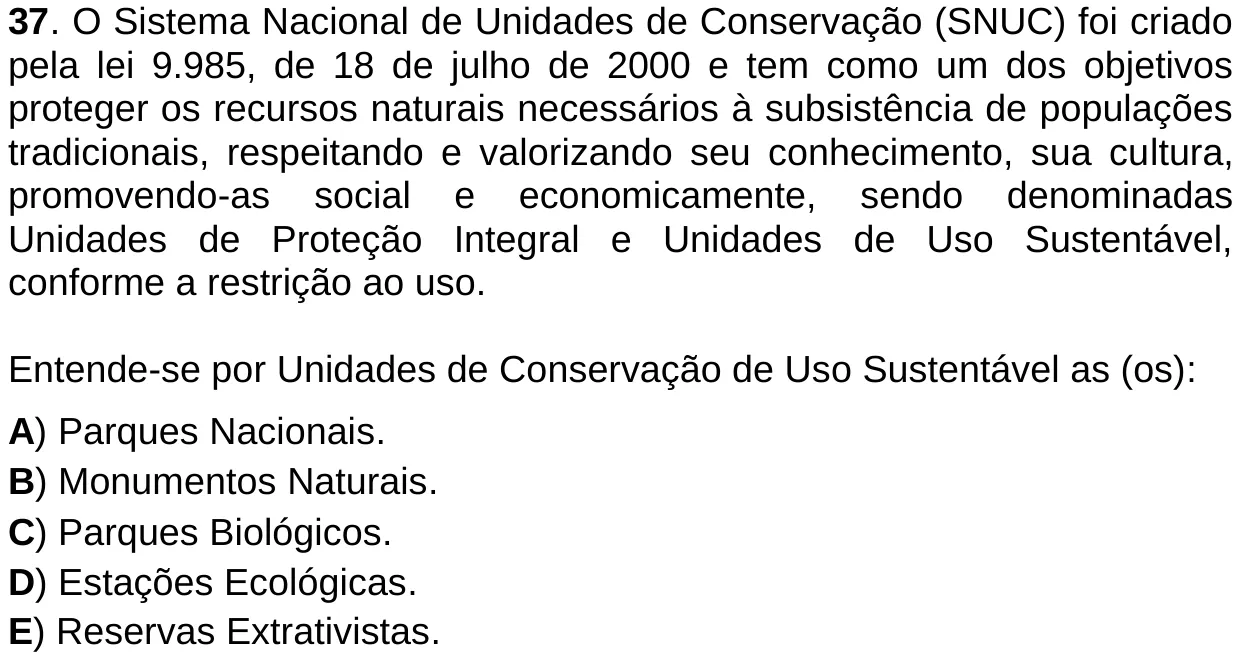 37. O Sistema Nacional de Unidades de Conservação (SNUC) foi criado
pela lei 9.985, de 18 de julho de 2000 e tem como um dos objetivos
proteger os recursos naturais necessários à subsistência de populações
tradicionais, respeitando e valorizando seu conhecimento, sua cultura,
promovendo-as social e economicamente, sendo denominadas
Unidades de Proteção Integral e Unidades de Uso Sustentável,
conforme a restrição ao uso.
Entende-se por Unidades de Conservação de Uso Sustentável as (os):
A) Parques Nacionais.
B) Monumentos Naturais.
C) Parques Biológicos.
D) Estações Ecológicas.
E) Reservas Extrativistas.